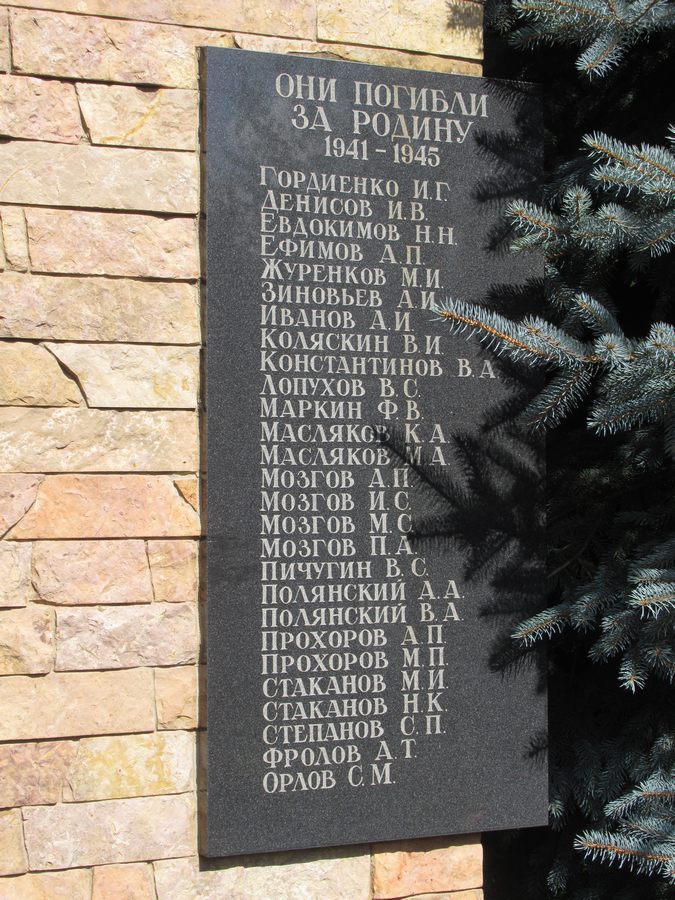 ОНИ ПОГИБЛИ
ЗА РОДИНУ
1941 – 1945
ГОРДИЕНКО И.Г.
ДЕНИСОВ И.В.
ЕВДОКИМОВ Н.Н.
ЕФИМОВ А.П.
ЖУРЕНКОВ М.И.
ЗИНОВЬЕВ А.И.
ИВАНОВ А.И.
КОЛЯСКИН В.И.
КОНСТАНТИНОВ В.А.
ЛОПУХОВ В.С.
МАРКИН Ф.В.
МАСЛЯКОВ К.А.
МАСЛЯКОВ М.А.
МОЗГОВ А.П.
МОЗГОВ И.С.
МОЗГОВ М.С.
МОЗГОВ П.А.
ПИЧУГИН В.С.
ПОЛЯНСКИЙ А.А.
ПОЛЯНСКИЙ В.А.
ПРОХОРОВ А.П.
ПРОХОРОВ М.П.
СТАКАНОВ М.И.
СТАКАНОВ Н.К.
СТЕПАНОВ С.П.
ФРОЛОВ А.Т.
ОРЛОВ С.М.